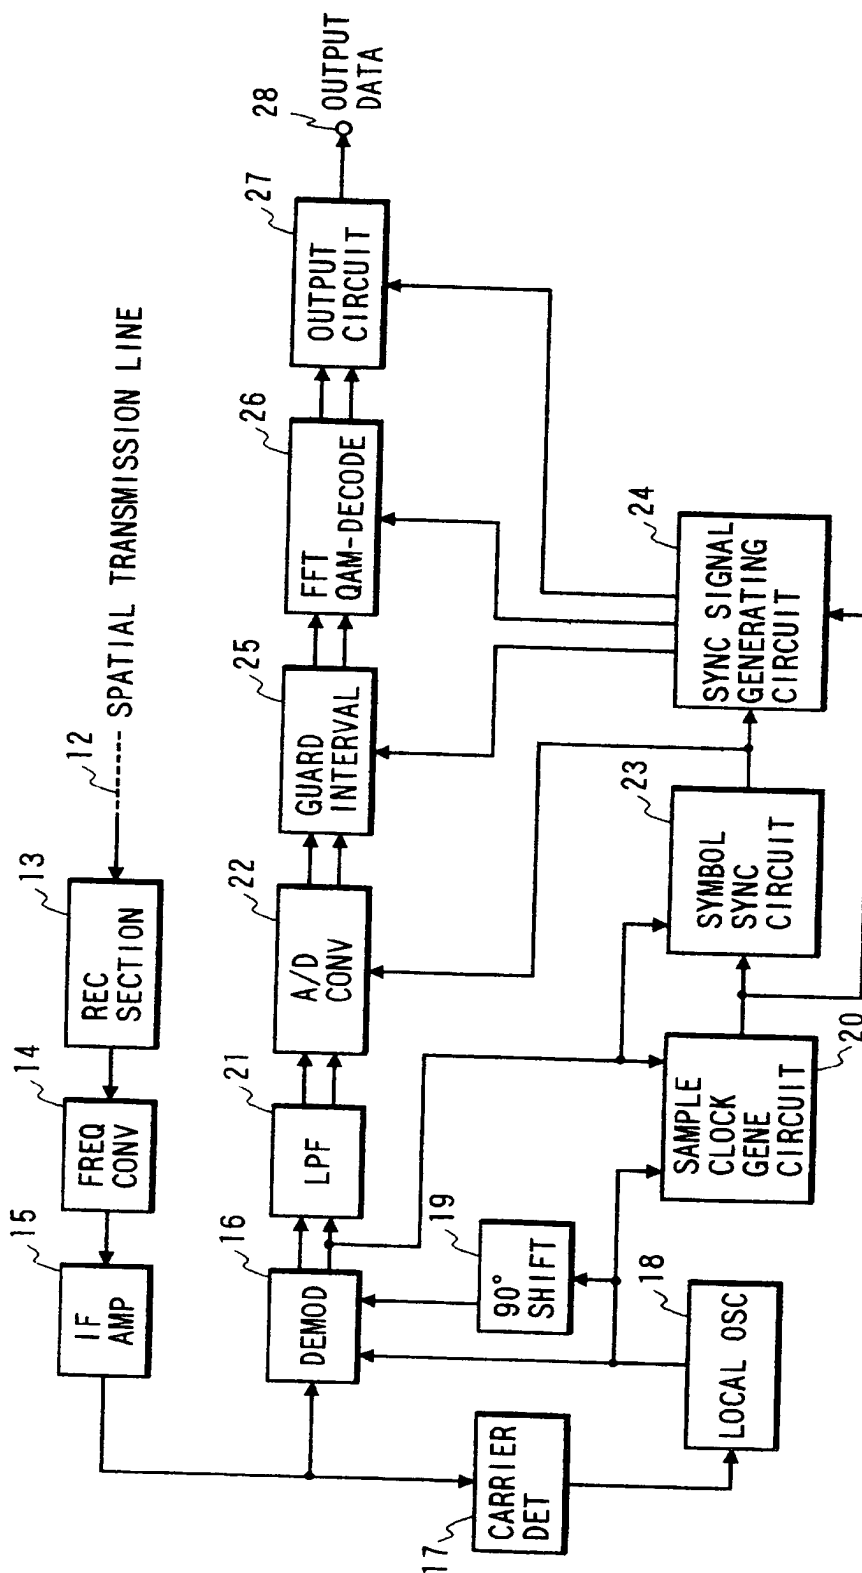 12
SPATIAL TRANSMISSION LINE
15
IF
AMP
14
FREQ
CONV
13
REC
SECTION
16
DEMOD
21
LPF
22
A/D
CONV
25
GUARD
INTERVAL
26
FFT
QAM-DECODE
27
OUTPUT
CIRCUIT
28
OUTPUT
DATA
17
CARRIER
DET
19
90°
SHIFT
18
LOCAL OSC
20
SAMPLE
CLOCK
GENE
CIRCUIT
23
SYMBOL
SYNC
CIRCUIT
24
SYNC SIGNAL
GENERATING
CIRCUIT